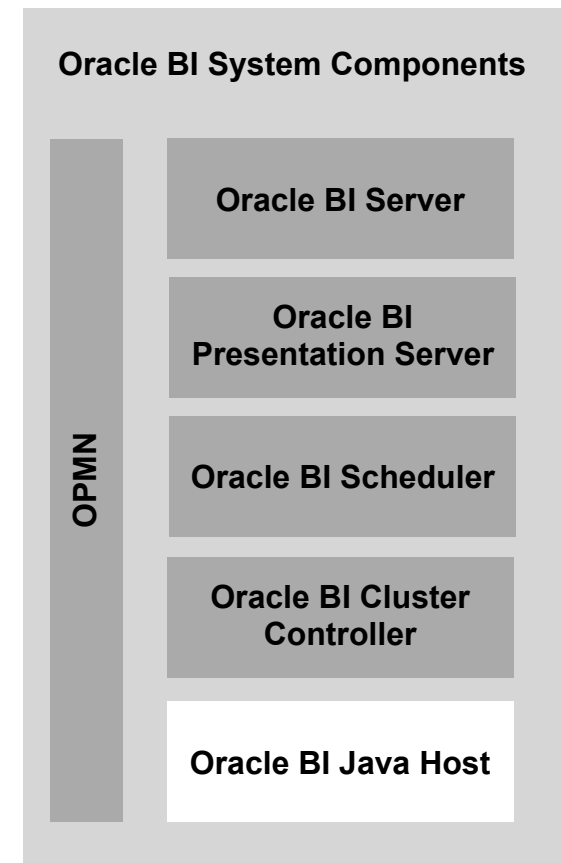 Oracle BI System Components
OPMN
Oracle BI Server
Oracle BI
Presentation Server
Oracle BI Scheduler
Oracle BI Cluster
Controller
Oracle BI Java Host